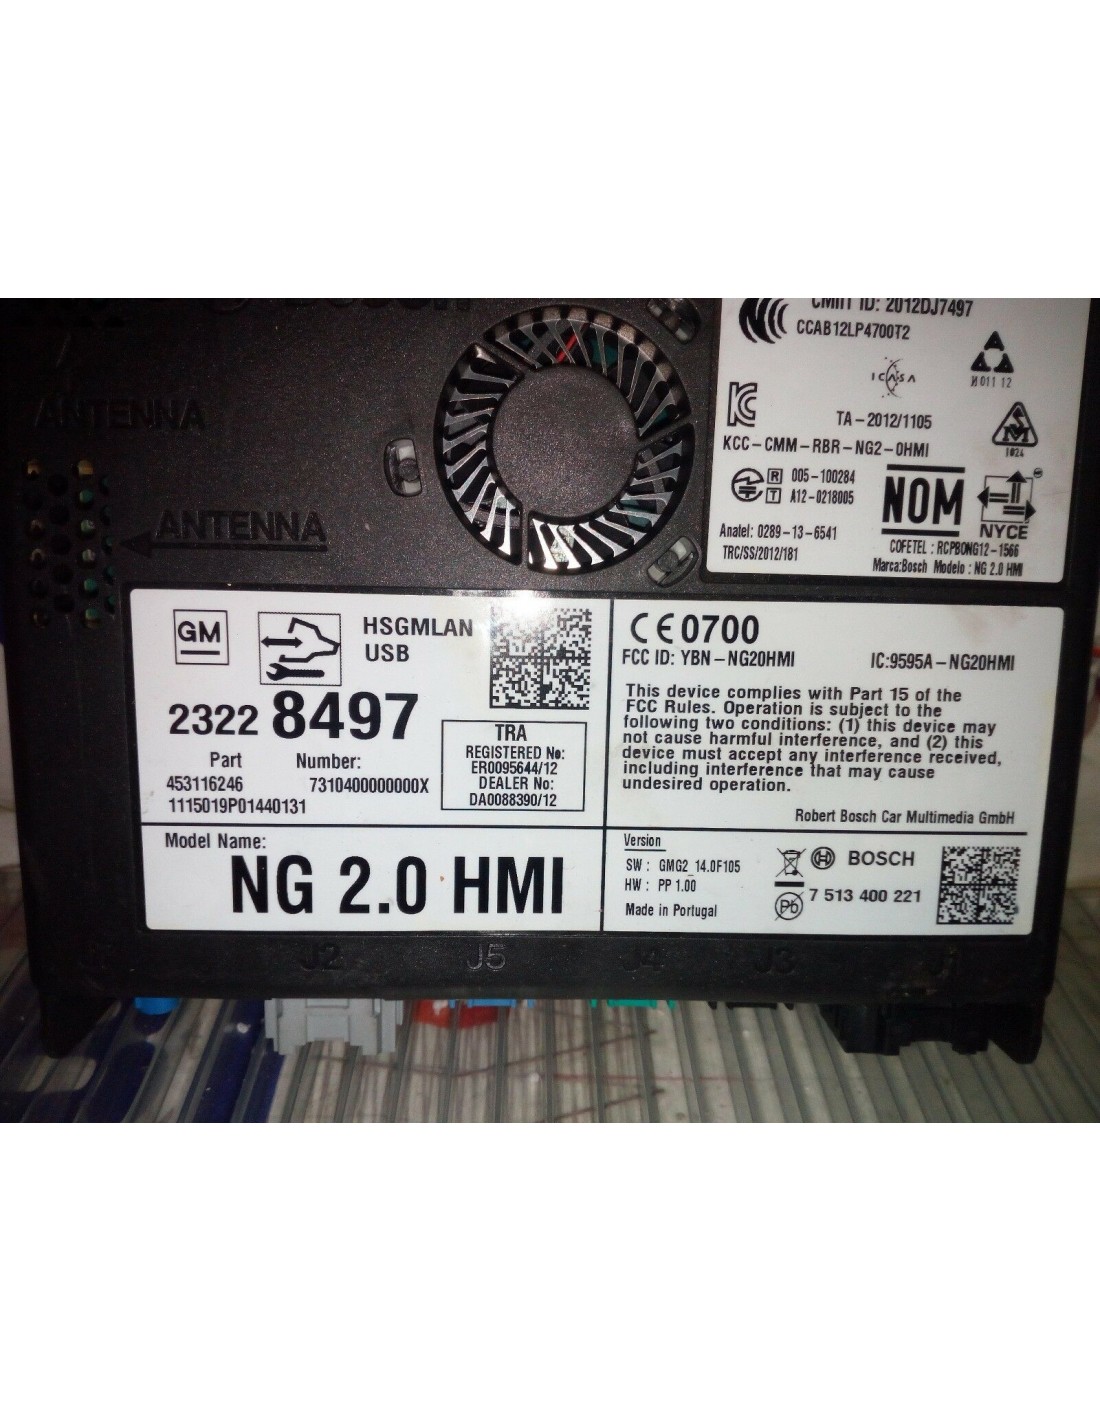 CMIIT ID: 2012DJ7497
CCAB12LP4700T2
ICASA
N011 12
TA-2012/1105
KCC-CMM-RBR-NG2-0HMI
1024
R 005-100284
T A12-0218005
NOM
NYCE
Anatel: 0289-13-6541
TRC/SS/2012/181
COFETEL : RCPBONG12-1566
Marca:Bosch Modelo : NG 2.0 HMI
ANTENNA
ANTENNA
GM
HSGMLAN
USB
2322 8497
Part Number:
453116246 7310400000000X
1115019P01440131
TRA
REGISTERED No:
ER0095644/12
DEALER No:
DA0088390/12
CE0700
FCC ID: YBN-NG20HMI IC:9595A-NG20HMI
This device complies with Part 15 of the
FCC Rules. Operation is subject to the
following two conditions: (1) this device may
not cause harmful interference, and (2) this
device must accept any interference received,
including interference that may cause
undesired operation.
Robert Bosch Car Multimedia GmbH
Model Name:
NG 2.0 HMI
Version
SW : GMG2_14.0F105
HW : PP 1.00
Made in Portugal
BOSCH
Pb
7 513 400 221
J2 J5 J4 J3 J1